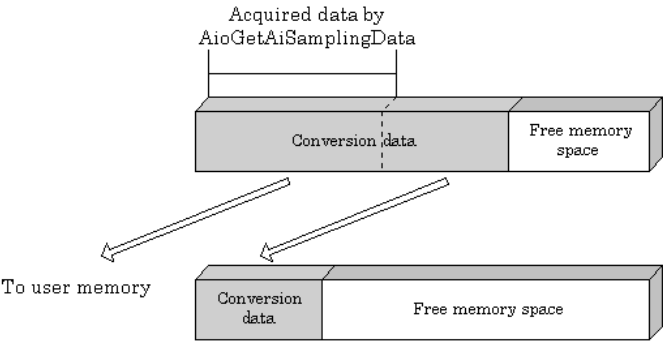 Acquired data by
AioGetAiSamplingData
Conversion data
Free memory
space
To user memory
Conversion
data
Free memory space